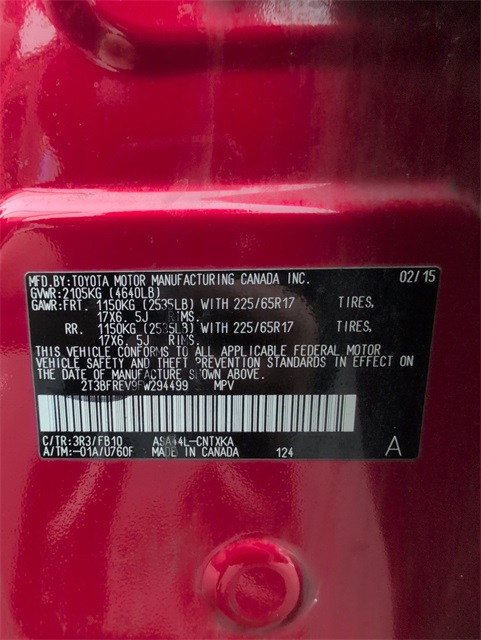 MFD. BY: TOYOTA MOTOR MANUFACTURING CANADA INC. 02/15
GVWR: 2105KG (4640LB)
GAWR: FRT. 1150KG (2535LB) WITH 225/65R17 TIRES,
17X6. 5J RIMS.
RR. 1150KG (2535LB) WITH 225/65R17 TIRES,
17X6. 5J RIMS.
THIS VEHICLE CONFORMS TO ALL APPLICABLE FEDERAL MOTOR
VEHICLE SAFETY AND THEFT PREVENTION STANDARDS IN EFFECT ON
THE DATE OF MANUFACTURE SHOWN ABOVE.
2T3BFREV9FW294499 MPV
C/TR: 3R3/FB10 ASA44L-CNTXKA
A/TM: -01A/U760F MADE IN CANADA 124 A